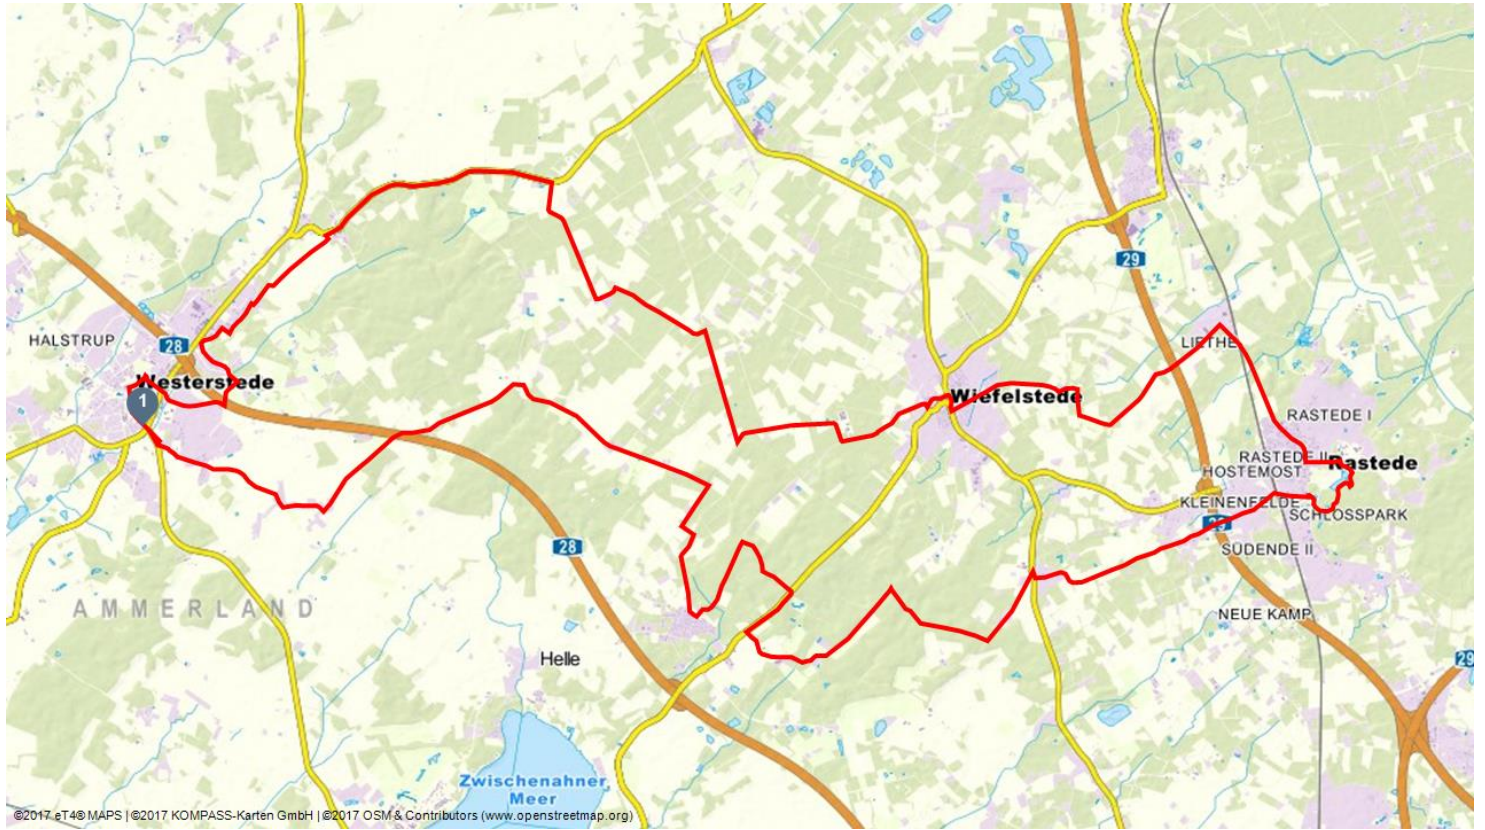 29
HALSTRUP
28
LIETHE
Westerstede
1
Wiefelstede
RASTEDE I
RASTEDE II
Rastede
HOSTEMOST
KLEINENFELDE
SCHLOSSPARK
29
28
SÜDENDE II
AMMERLAND
NEUE KAMP
Helle
29
Zwischenahner
Meer
©2017 eT4® MAPS | ©2017 KOMPASS-Karten GmbH | ©2017 OSM & Contributors (www.openstreetmap.org)